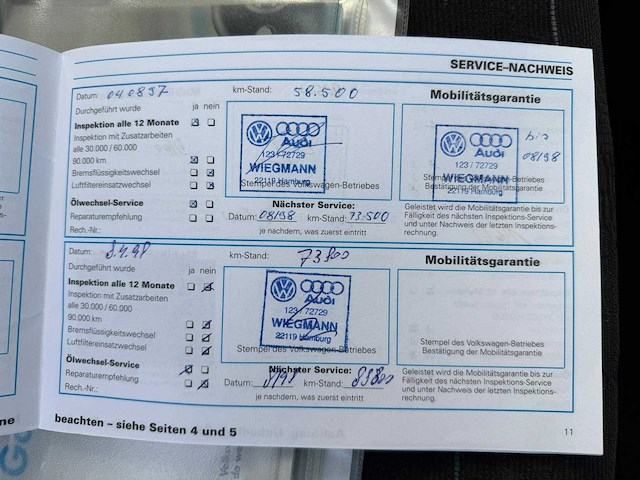 SERVICE–NACHWEIS
Datum: 040897
km-Stand: 58.500
Mobilitätsgarantie
Durchgeführt wurde ja nein
Inspektion alle 12 Monate
Inspektion mit Zusatzarbeiten
alle 30.000 / 60.000
90.000 km
Bremsflüssigkeitswechsel
Luftfiltereinsatzwechsel
Ölwechsel-Service
Reparaturempfehlung
Rech.-Nr.:
Audi
123 / 72729
WIEGMANN
22119 Hamburg
Stempel des Volkswagen-Betriebes
Nächster Service:
Datum: 08/98 km-Stand: 73.500
je nachdem, was zuerst eintritt
Audi
123 / 72729
WIEGMANN
22119 Hamburg
bis
08/98
Stempel des Volkswagen-Betriebes
Bestätigung der Mobilitätsgarantie
Geleistet wird die Mobilitätsgarantie bis zur
Fälligkeit des nächsten Inspektions-Service
und unter Nachweis der letzten Inspektions-
rechnung.
Datum:
km-Stand:
Mobilitätsgarantie
Durchgeführt wurde ja nein
Inspektion alle 12 Monate
Inspektion mit Zusatzarbeiten
alle 30.000 / 60.000
90.000 km
Bremsflüssigkeitswechsel
Luftfiltereinsatzwechsel
Ölwechsel-Service
Reparaturempfehlung
Rech.-Nr.:
Audi
123 / 72729
WIEGMANN
22119 Hamburg
Stempel des Volkswagen-Betriebes
Nächster Service:
Datum: km-Stand:
je nachdem, was zuerst eintritt
Stempel des Volkswagen-Betriebes
Bestätigung der Mobilitätsgarantie
Geleistet wird die Mobilitätsgarantie bis zur
Fälligkeit des nächsten Inspektions-Service
und unter Nachweis der letzten Inspektions-
rechnung.
beachten – siehe Seiten 4 und 5
11